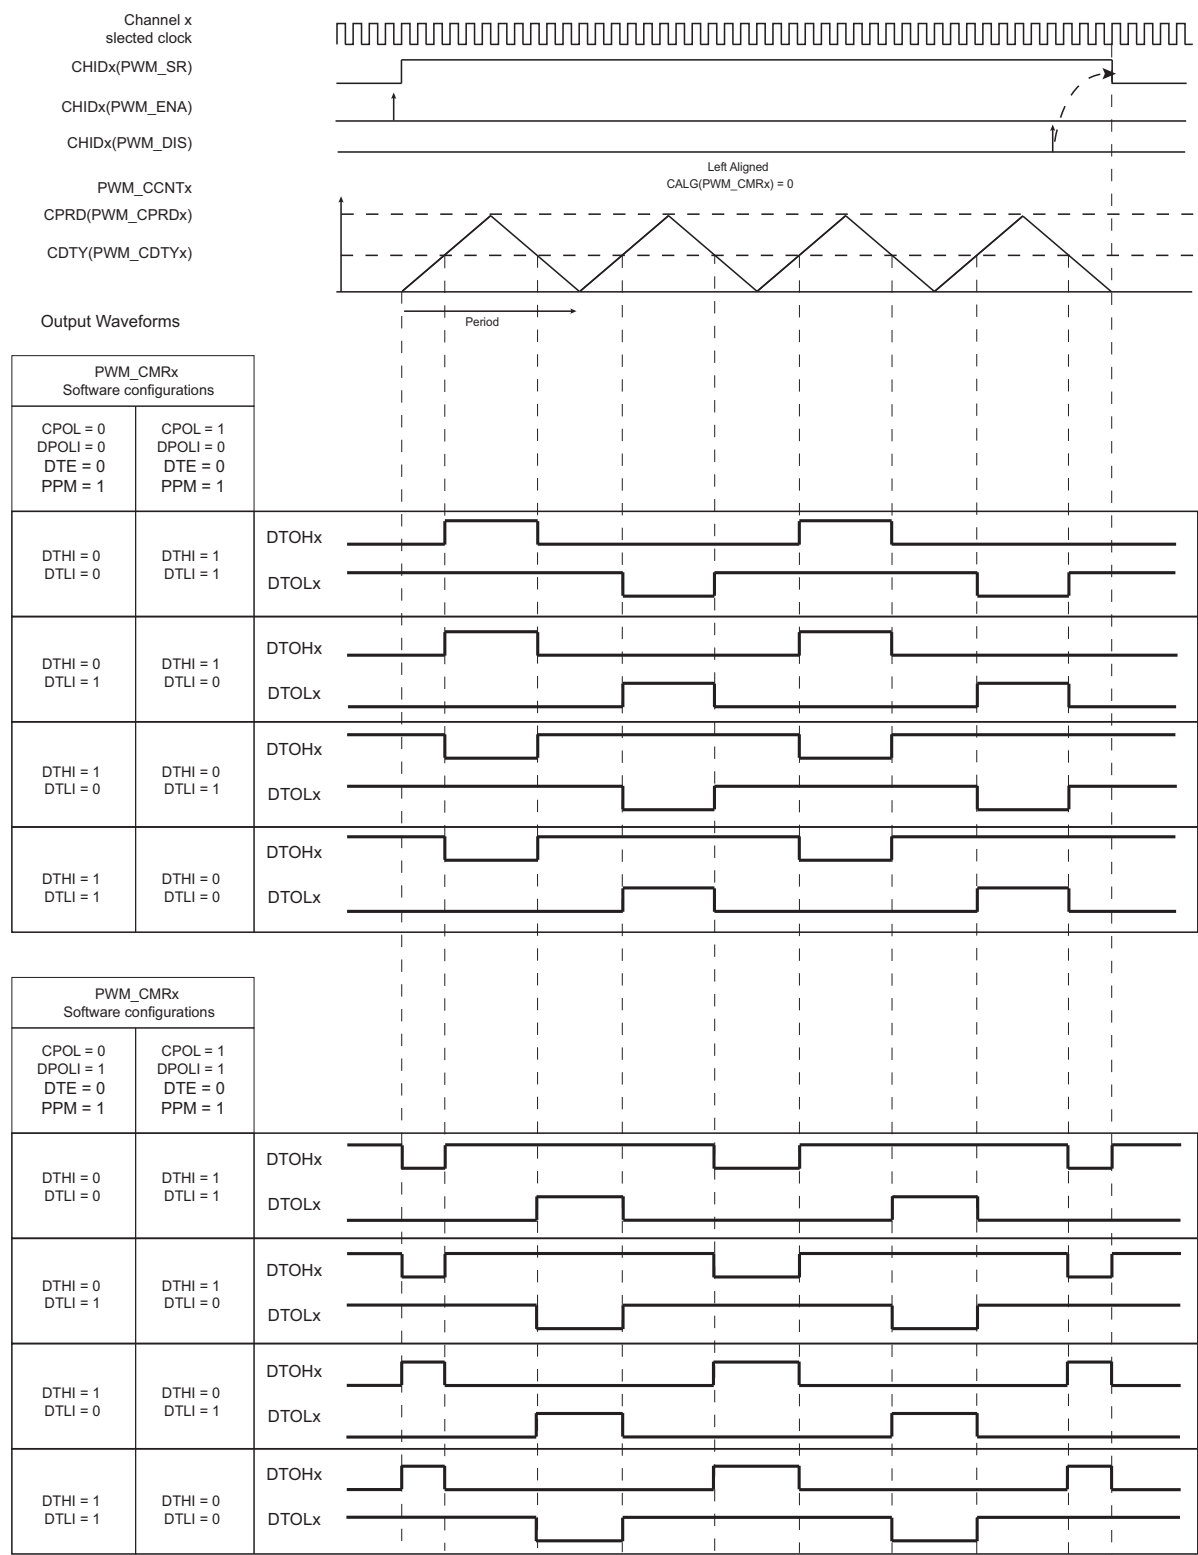 Channel x
slected clock
CHIDx(PWM_SR)
CHIDx(PWM_ENA)
CHIDx(PWM_DIS)
Left Aligned
CALG(PWM_CMRx) = 0
PWM_CCNTx
CPRD(PWM_CPRDx)
CDTY(PWM_CDTYx)
Output Waveforms
Period
PWM_CMRx
Software configurations
CPOL = 0
DPOLI = 0
DTE = 0
PPM = 1
CPOL = 1
DPOLI = 0
DTE = 0
PPM = 1
DTHI = 0
DTLI = 0
DTHI = 1
DTLI = 1
DTOHx
DTOLx
DTHI = 0
DTLI = 1
DTHI = 1
DTLI = 0
DTOHx
DTOLx
DTHI = 1
DTLI = 0
DTHI = 0
DTLI = 1
DTOHx
DTOLx
DTHI = 1
DTLI = 1
DTHI = 0
DTLI = 0
DTOHx
DTOLx
PWM_CMRx
Software configurations
CPOL = 0
DPOLI = 1
DTE = 0
PPM = 1
CPOL = 1
DPOLI = 1
DTE = 0
PPM = 1
DTHI = 0
DTLI = 0
DTHI = 1
DTLI = 1
DTOHx
DTOLx
DTHI = 0
DTLI = 1
DTHI = 1
DTLI = 0
DTOHx
DTOLx
DTHI = 1
DTLI = 0
DTHI = 0
DTLI = 1
DTOHx
DTOLx
DTHI = 1
DTLI = 1
DTHI = 0
DTLI = 0
DTOHx
DTOLx